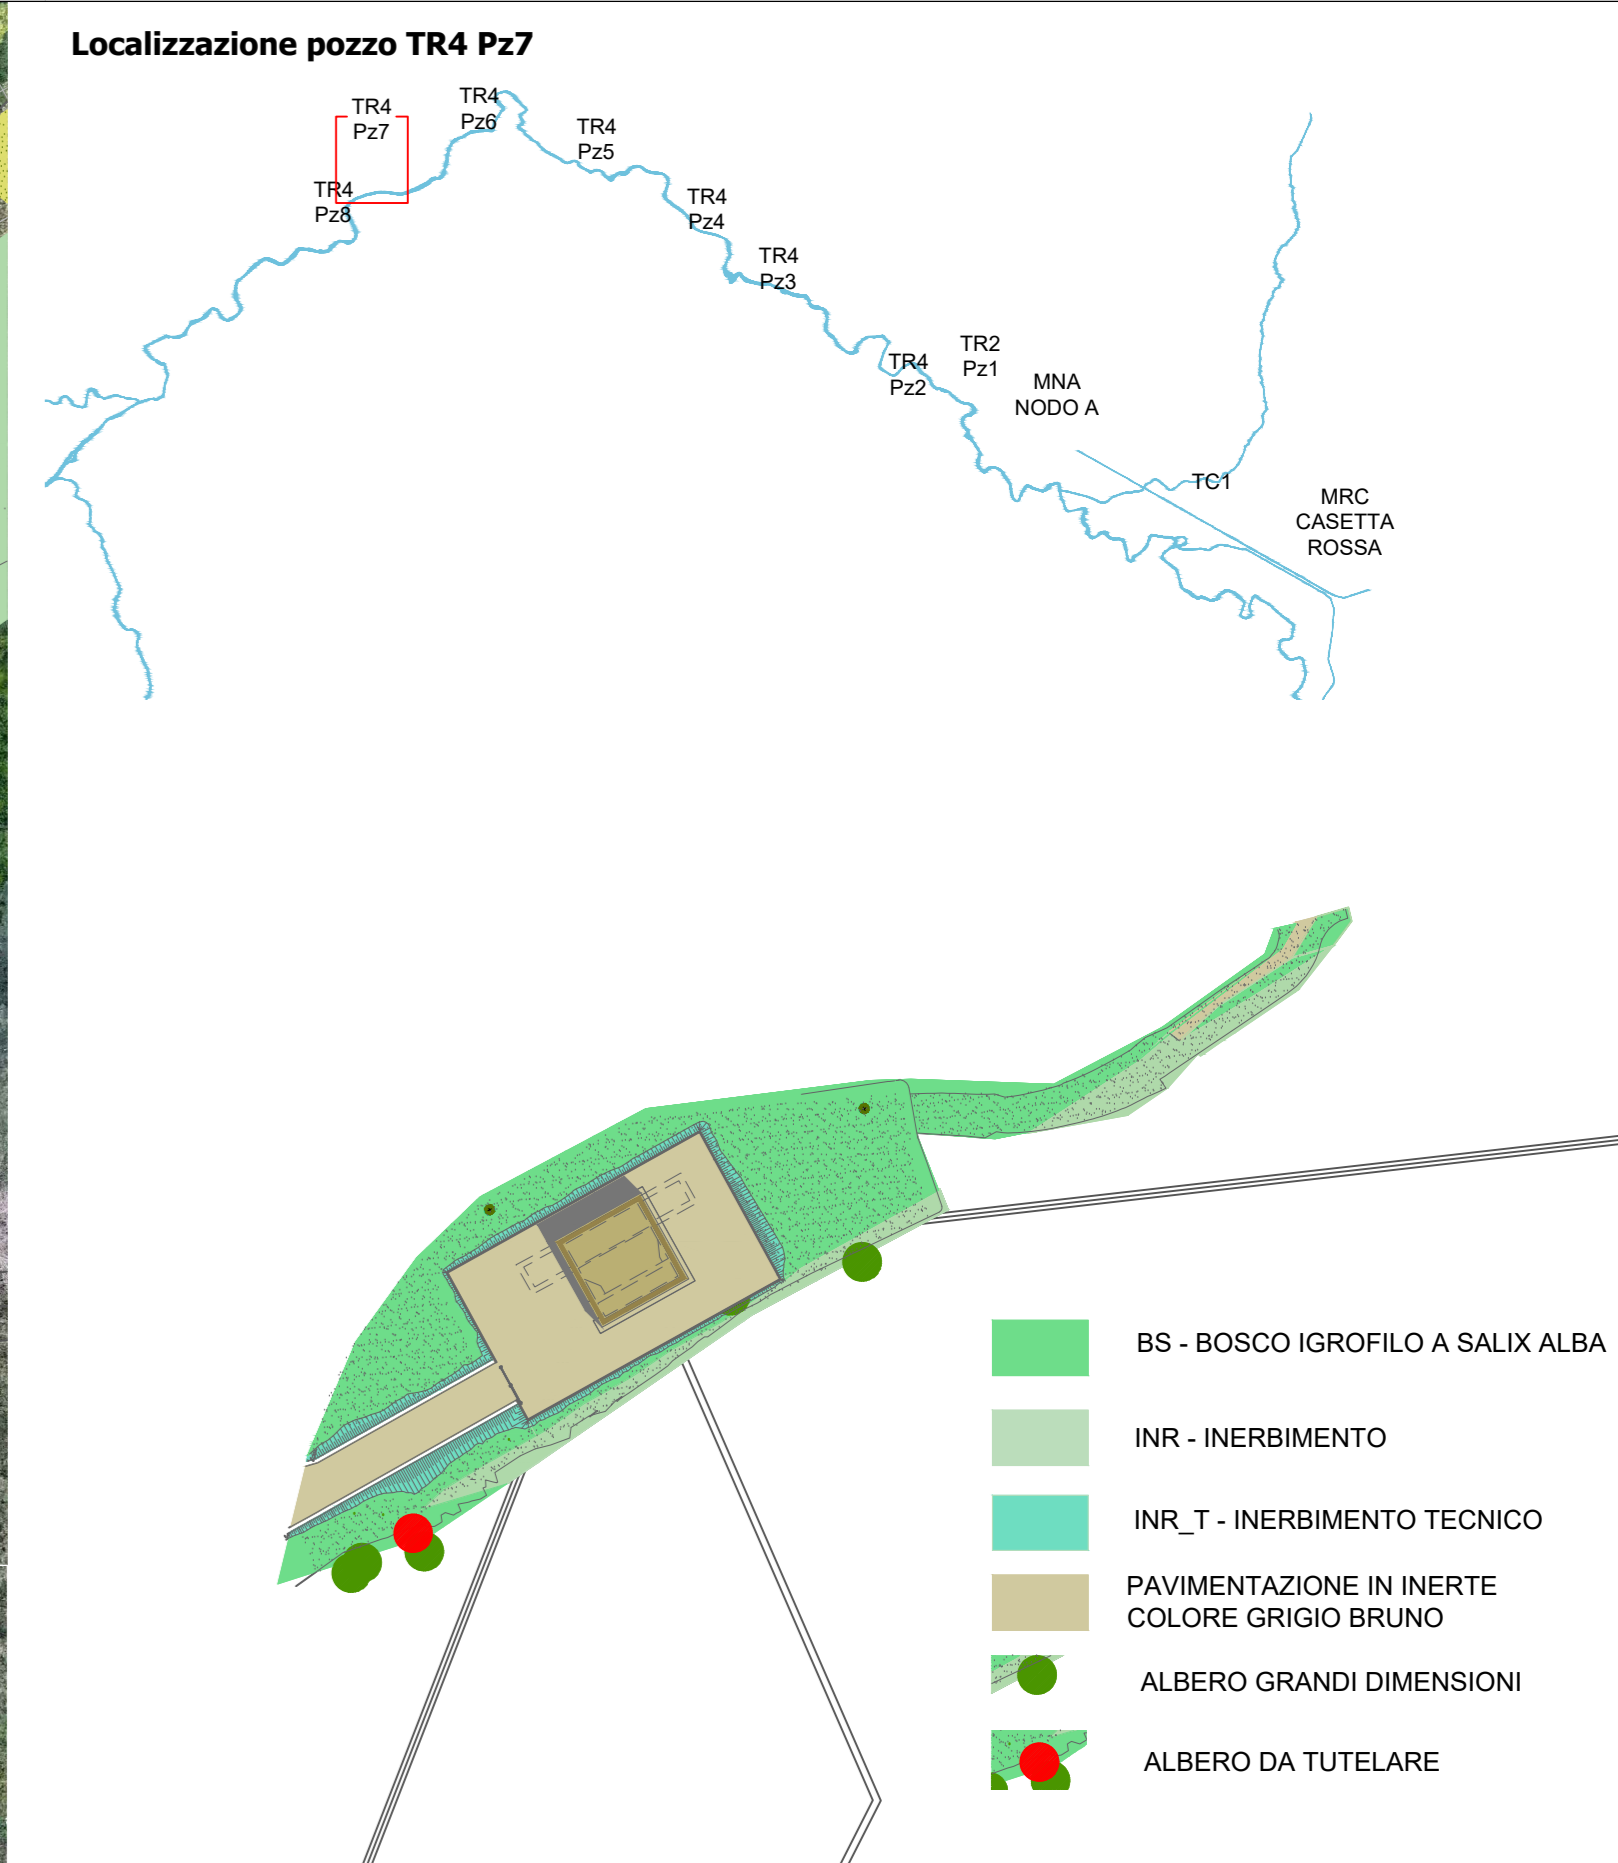 Localizzazione pozzo TR4 Pz7
TR4
Pz7
TR4
Pz6
TR4
Pz5
TR4
Pz8
TR4
Pz4
TR4
Pz3
TR4
Pz2
TR2
Pz1
MNA
NODO A
TC1
MRC
CASETTA
ROSSA
BS - BOSCO IGROFILO A SALIX ALBA
INR - INERBIMENTO
INR_T - INERBIMENTO TECNICO
PAVIMENTAZIONE IN INERTE
COLORE GRIGIO BRUNO
ALBERO GRANDI DIMENSIONI
ALBERO DA TUTELARE